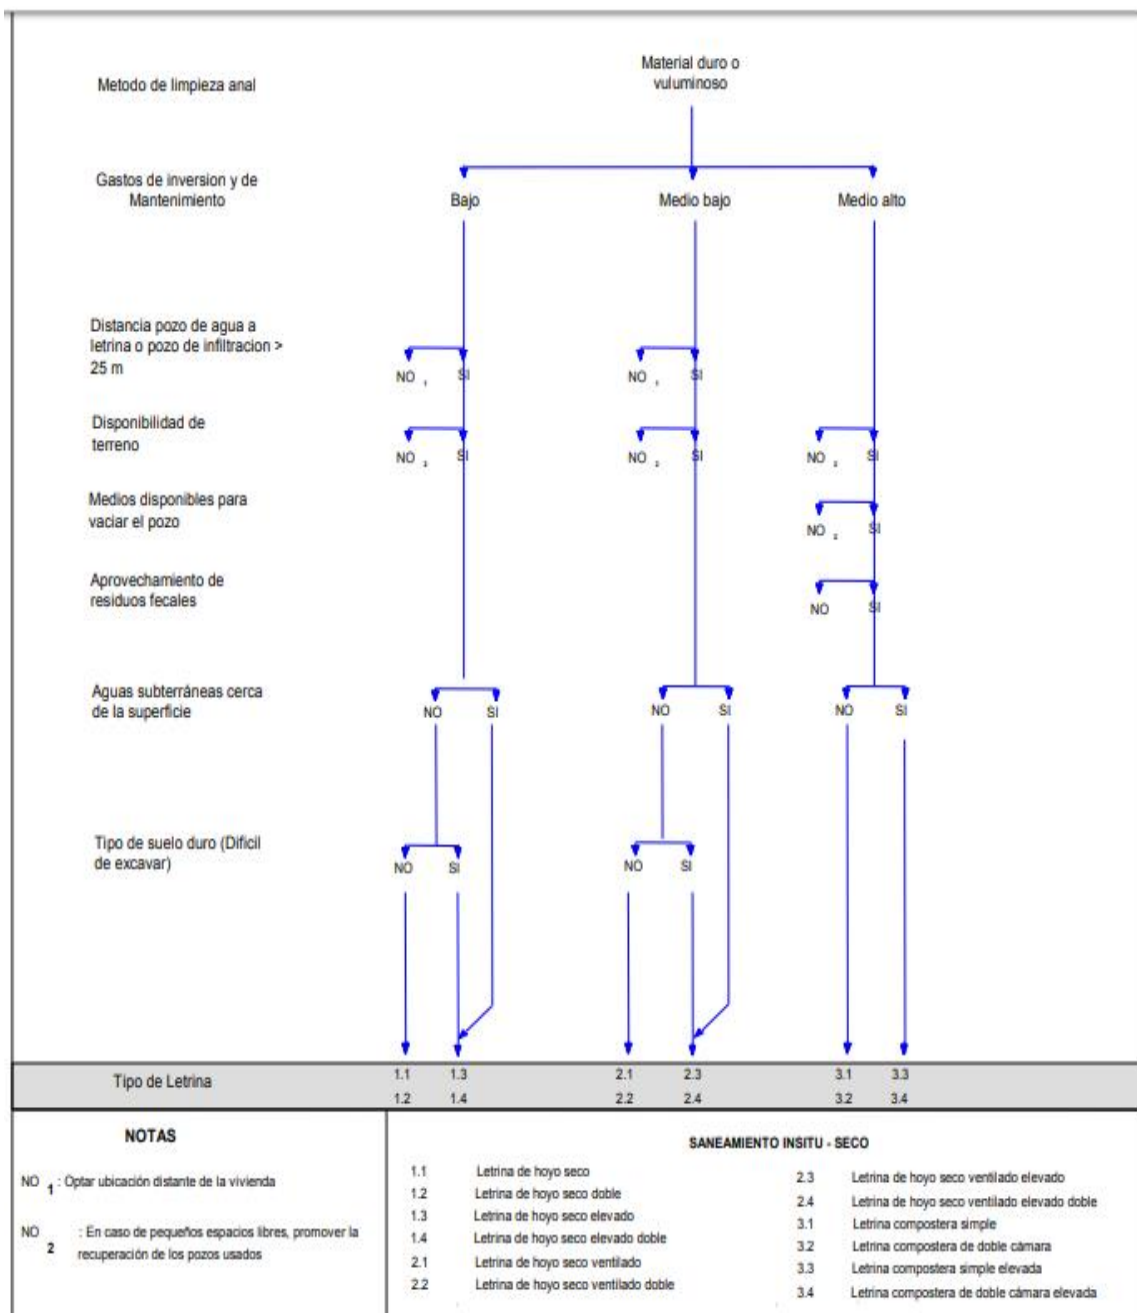 Metodo de limpieza anal
Material duro o
vuluminoso
Gastos de inversion y de
Mantenimiento
Bajo
Medio bajo
Medio alto
Distancia pozo de agua a
letrina o pozo de infiltracion >
25 m
NO 1 SI
NO 1 SI
Disponibilidad de
terreno
NO 2 SI
NO 2 SI
NO 2 SI
Medios disponibles para
vaciar el pozo
NO 2 SI
Aprovechamiento de
residuos fecales
NO SI
Aguas subterráneas cerca
de la superficie
NO SI
NO SI
NO SI
Tipo de suelo duro (Dificil
de excavar)
NO SI
NO SI
Tipo de Letrina
1.1 1.3 2.1 2.3 3.1 3.3
1.2 1.4 2.2 2.4 3.2 3.4
NOTAS
NO 1 : Optar ubicación distante de la vivienda
NO 2 : En caso de pequeños espacios libres, promover la
recuperación de los pozos usados
SANEAMIENTO INSITU - SECO
1.1 Letrina de hoyo seco
1.2 Letrina de hoyo seco doble
1.3 Letrina de hoyo seco elevado
1.4 Letrina de hoyo seco elevado doble
2.1 Letrina de hoyo seco ventilado
2.2 Letrina de hoyo seco ventilado doble
2.3 Letrina de hoyo seco ventilado elevado
2.4 Letrina de hoyo seco ventilado elevado doble
3.1 Letrina compostera simple
3.2 Letrina compostera de doble cámara
3.3 Letrina compostera simple elevada
3.4 Letrina compostera de doble cámara elevada